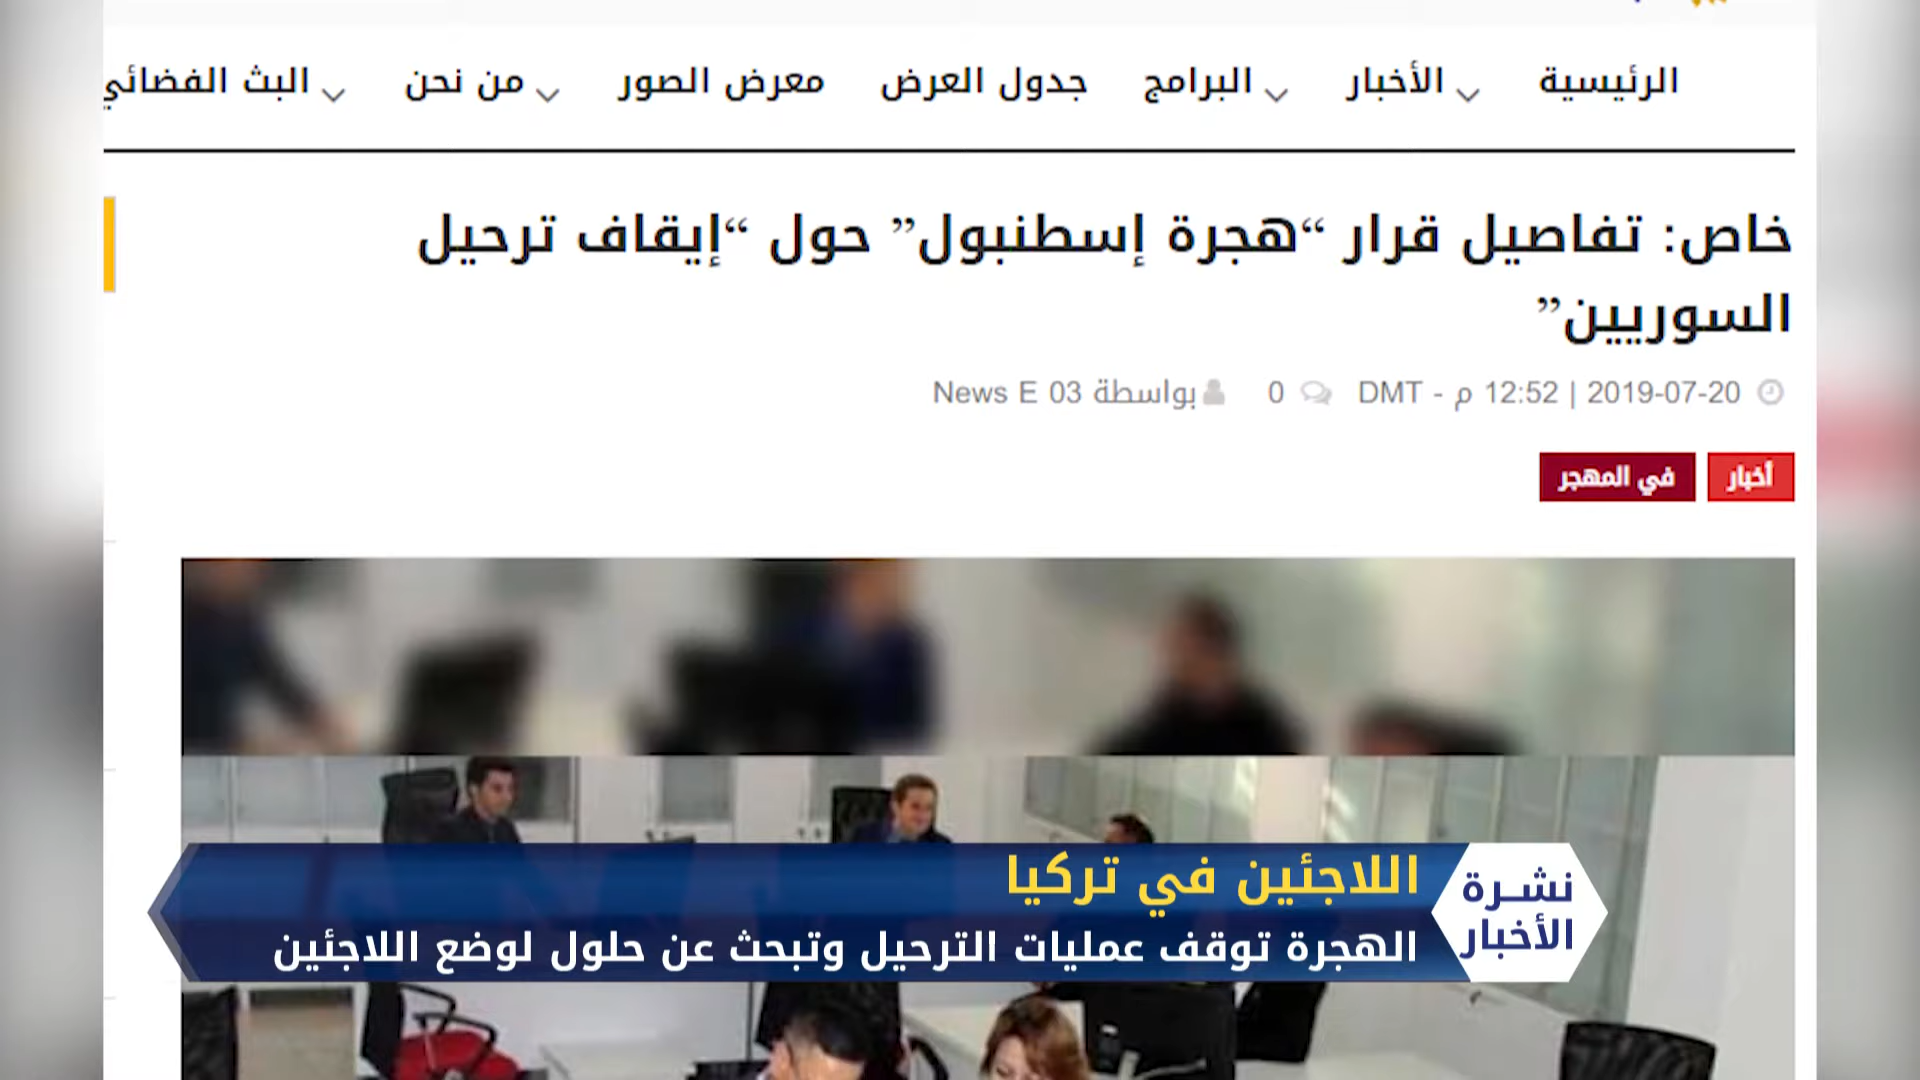 الرئيسية الأخبار البرامج جدول العرض معرض الصور من نحن البث الفضائي
خاص: تفاصيل قرار “هجرة إسطنبول” حول “إيقاف ترحيل
السوريين”
2019-07-20 | 12:52 م - DMT 0 بواسطة News E 03
أخبار في المهجر
نشرة
الأخبار
اللاجئين في تركيا
الهجرة توقف عمليات الترحيل وتبحث عن حلول لوضع اللاجئين